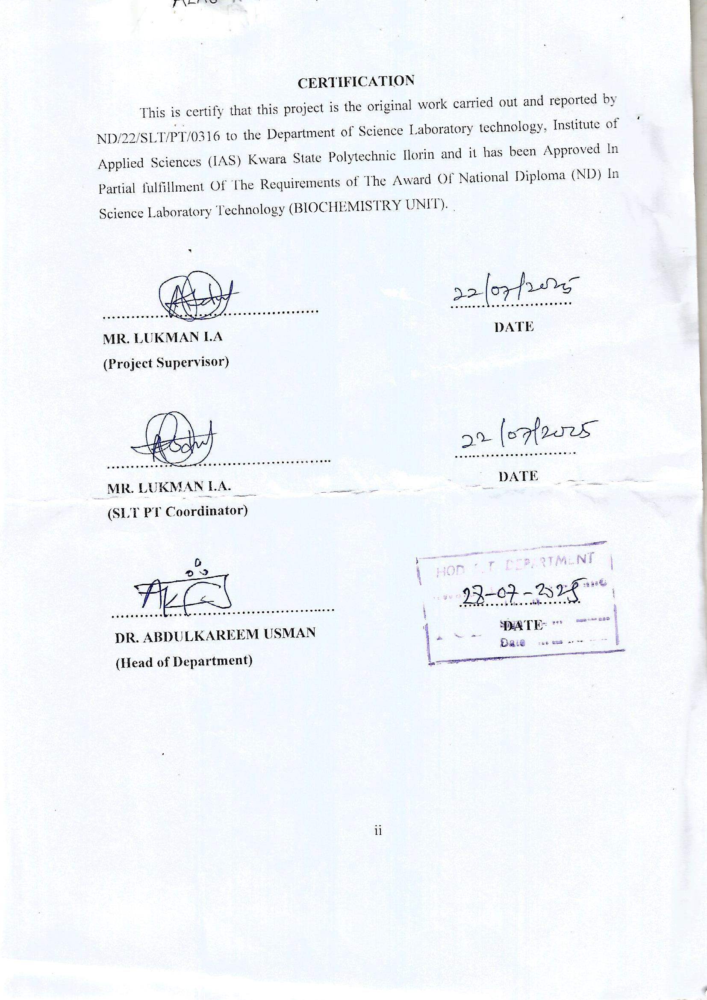 CERTIFICATION
This is certify that this project is the original work carried out and reported by
ND/22/SLT/PT/0316 to the Department of Science Laboratory technology, Institute of
Applied Sciences (IAS) Kwara State Polytechnic Ilorin and it has been Approved In
Partial fulfillment Of The Requirements of The Award Of National Diploma (ND) In
Science Laboratory Technology (BIOCHEMISTRY UNIT).
22/07/2025
MR. LUKMAN I.A
DATE
(Project Supervisor)
22/07/2025
MR. LUKMAN I.A.
DATE
(SLT PT Coordinator)
HOD DEPARTMENT
28-07-2025
DR. ABDULKAREEM USMAN
DATE
Date
(Head of Department)
ii